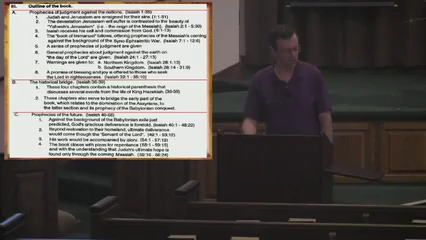 III. Outline of the book.
A. Prophecies of judgment against the nations. (Isaiah 1-35)
1. Judah and Jerusalem are arraigned for their sins. (1:1-31)
2. The devastation Jerusalem will suffer is contrasted to the beauty of
"Yahweh's Jerusalem" (i.e. - the reign of the Messiah). (Isaiah 2:1 - 5:30)
3. Isaiah receives his call and commission from God. (6:1-13)
4. The "book of Immanuel" follows, offering prophecies of the Messiah's coming
against the background of the Syro-Ephraimitic War. (Isaiah 7:1 - 12:6)
5. A series of prophecies of judgment are given.
6. General prophecies about judgment against the earth on
"the day of the Lord" are given. (Isaiah 24:1 - 27:13)
7. Warnings are given to: a. Northern Kingdom (Isaiah 28:1-13)
b. Southern Kingdom. (Isaiah 28:14 - 31:9)
8. A promise of blessing and joy is offered to those who seek
the Lord in righteousness. (Isaiah 32:1 - 35:10)
B. The historical bridge. (Isaiah 36-39)
1. These four chapters contain a historical parenthesis that
discusses several events from the life of King Hezekiah. (36-39)
2. These chapters also serve to bridge the early part of the
book, which relates to the domination of the Assyrians, to
the latter section and its prophecy of the Babylonian conquest.
C. Prophecies of the future. (Isaiah 40-66)
1. Against the background of the Babylonian exile just
predicted, God's gracious deliverance is foretold. (Isaiah 40:1 - 48:22)
2. Beyond restoration to their homeland, ultimate deliverance
would come though the "Servant of the Lord". (49:1 - 53:12)
3. His work would be accompanied by glory. (54:1 - 57:12)
4. The book closes with pleas for repentance (58:1 - 59:15)
and with the understanding that Judah's ultimate hope is
found only through the coming Messiah. (59:16 - 66:24)